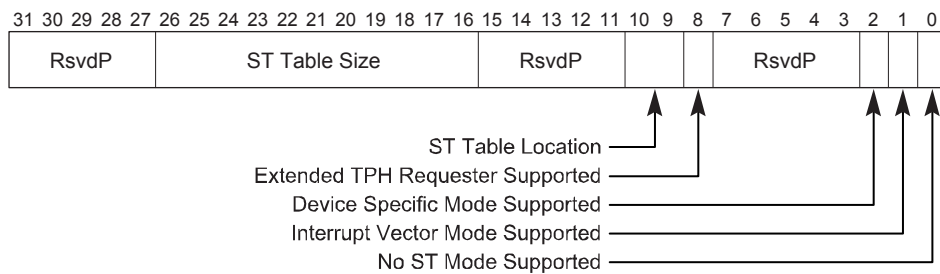 31 30 29 28 27 26 25 24 23 22 21 20 19 18 17 16 15 14 13 12 11 10 9 8 7 6 5 4 3 2 1 0
RsvdP ST Table Size RsvdP RsvdP
ST Table Location
Extended TPH Requester Supported
Device Specific Mode Supported
Interrupt Vector Mode Supported
No ST Mode Supported